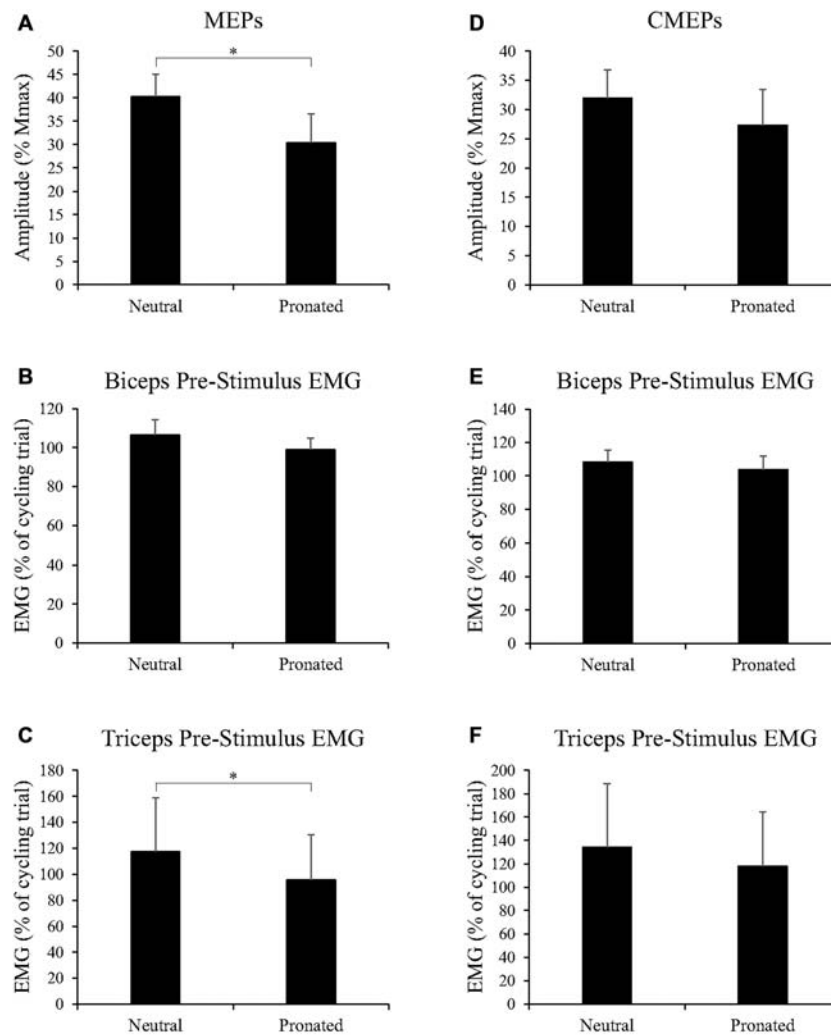 A
MEPs
Amplitude (% Mmax)
50
45
40
35
30
25
20
15
10
5
0
*
Neutral
Pronated
D
CMEPs
Amplitude (% Mmax)
40
35
30
25
20
15
10
5
0
Neutral
Pronated
B
Biceps Pre-Stimulus EMG
EMG (% of cycling trial)
120
100
80
60
40
20
0
Neutral
Pronated
E
Biceps Pre-Stimulus EMG
EMG (% of cycling trial)
140
120
100
80
60
40
20
0
Neutral
Pronated
C
Triceps Pre-Stimulus EMG
EMG (% of cycling trial)
180
160
140
120
100
80
60
40
20
0
*
Neutral
Pronated
F
Triceps Pre-Stimulus EMG
EMG (% of cycling trial)
200
180
160
140
120
100
80
60
40
20
0
Neutral
Pronated